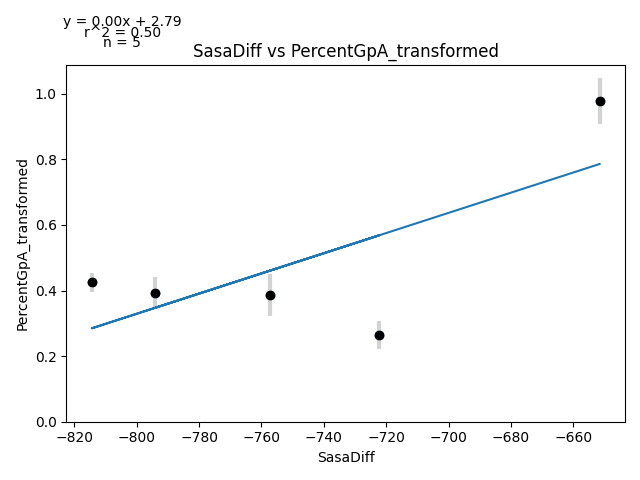 y = 0.00x + 2.79
r^2 = 0.50
n = 5
SasaDiff vs PercentGpA_transformed
1.0
0.8
0.6
0.4
0.2
0.0
PercentGpA_transformed
−820 −800 −780 −760 −740 −720 −700 −680 −660
SasaDiff